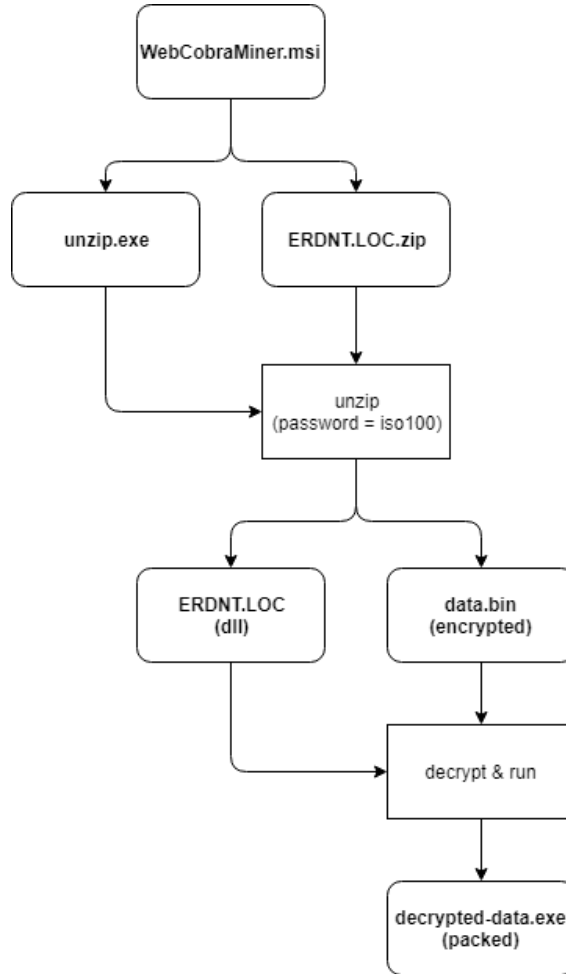 WebCobraMiner.msi
unzip.exe
ERDNT.LOC.zip
unzip
(password = iso100)
ERDNT.LOC
(dll)
data.bin
(encrypted)
decrypt & run
decrypted-data.exe
(packed)